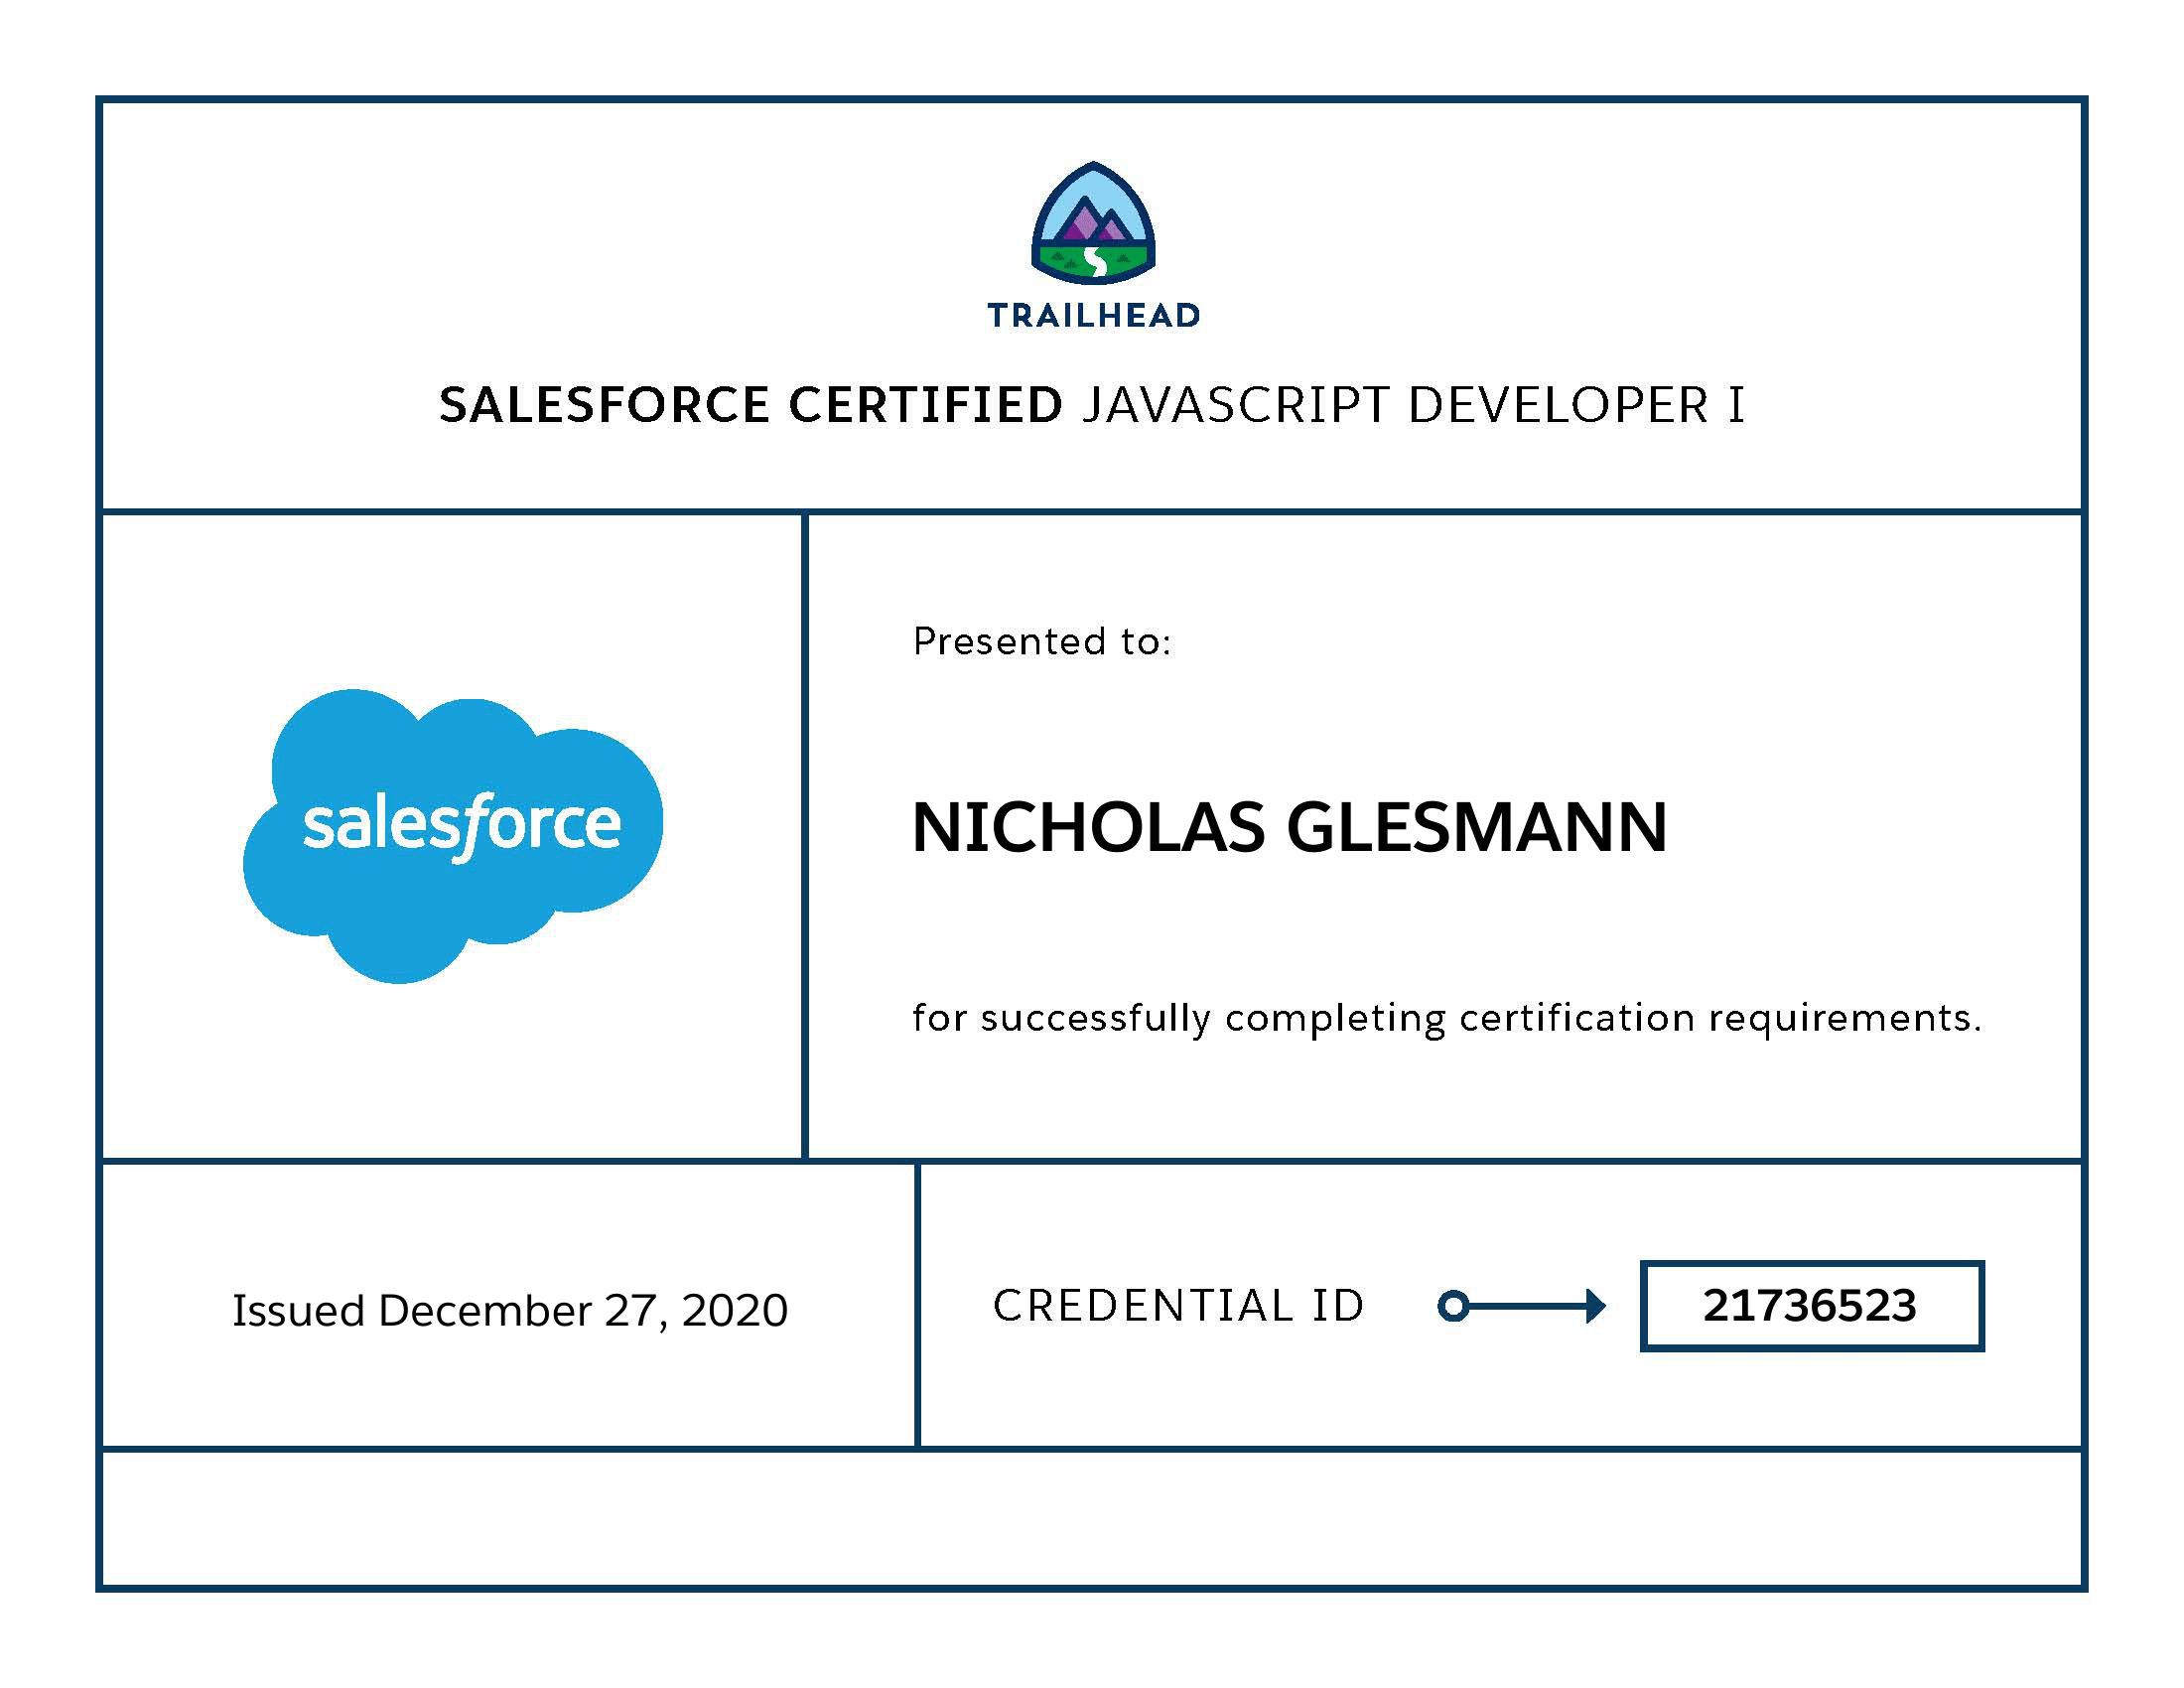 TRAILHEAD
SALESFORCE CERTIFIED JAVASCRIPT DEVELOPER I
salesforce
Presented to:
NICHOLAS GLESMANN
for successfully completing certification requirements.
Issued December 27, 2020
CREDENTIAL ID
21736523